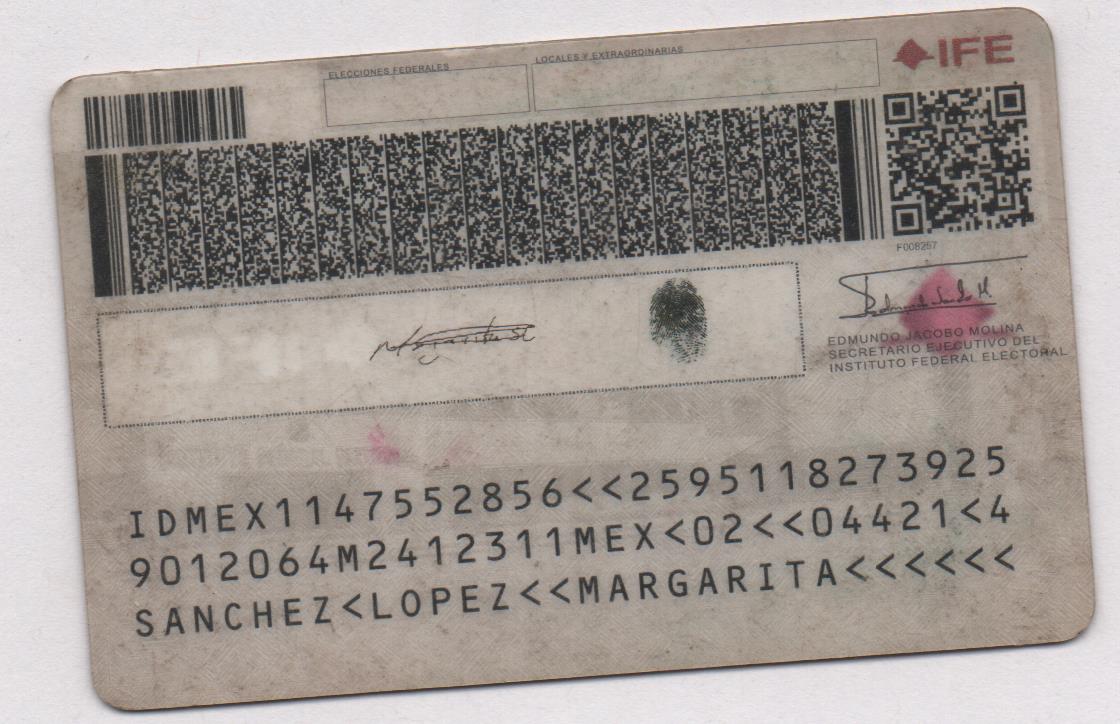 ELECCIONES FEDERALES
LOCALES Y EXTRAORDINARIAS
IFE
F008257
EDMUNDO JACOBO MOLINA
SECRETARIO EJECUTIVO DEL
INSTITUTO FEDERAL ELECTORAL
IDMEX1147552856<<2595118273925
9012064M2412311MEX<02<<04421<4
SANCHEZ<LOPEZ<<MARGARITA<<<<<<